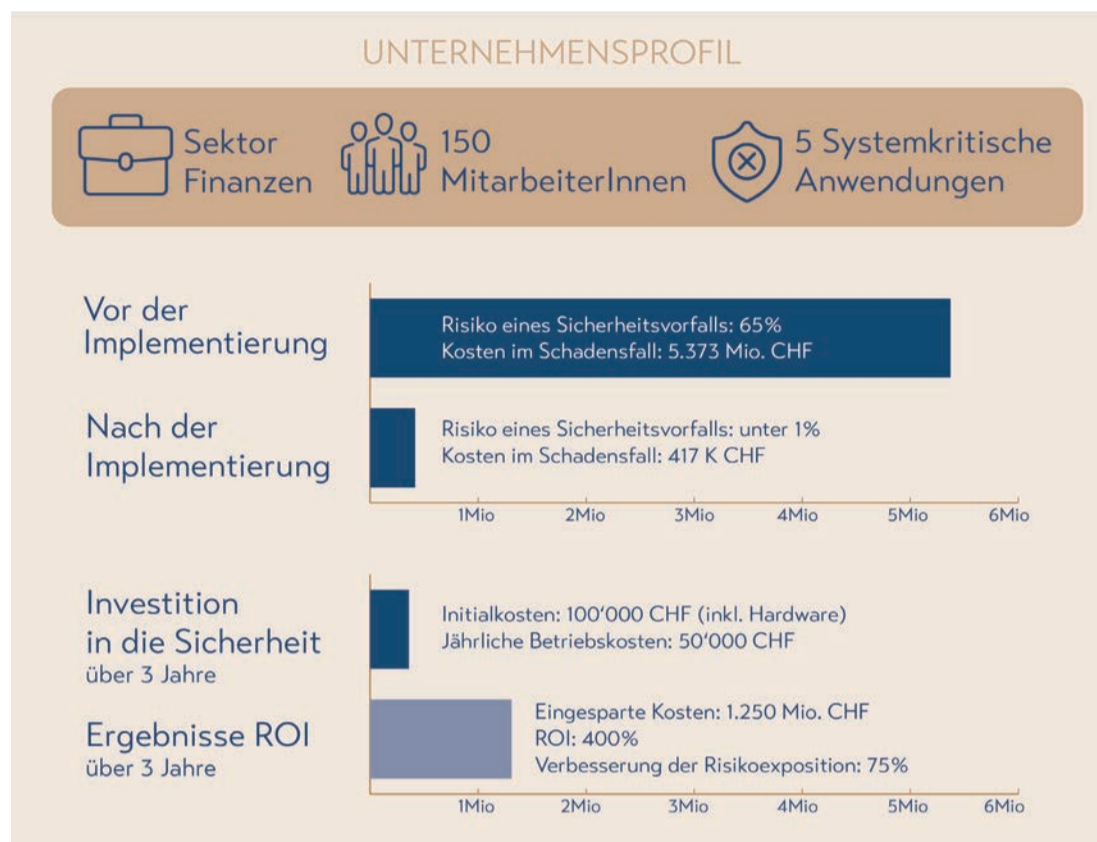 UNTERNEHMENSPROFIL
Sektor
Finanzen
150
MitarbeiterInnen
5 Systemkritische
Anwendungen
Vor der
Implementierung
Risiko eines Sicherheitsvorfalls: 65%
Kosten im Schadensfall: 5.373 Mio. CHF
Nach der
Implementierung
Risiko eines Sicherheitsvorfalls: unter 1%
Kosten im Schadensfall: 417 K CHF
1Mio 2Mio 3Mio 4Mio 5Mio 6Mio
Investition
in die Sicherheit
über 3 Jahre
Initialkosten: 100‘000 CHF (inkl. Hardware)
Jährliche Betriebskosten: 50‘000 CHF
Ergebnisse ROI
über 3 Jahre
Eingesparte Kosten: 1.250 Mio. CHF
ROI: 400%
Verbesserung der Risikoexposition: 75%
1Mio 2Mio 3Mio 4Mio 5Mio 6Mio